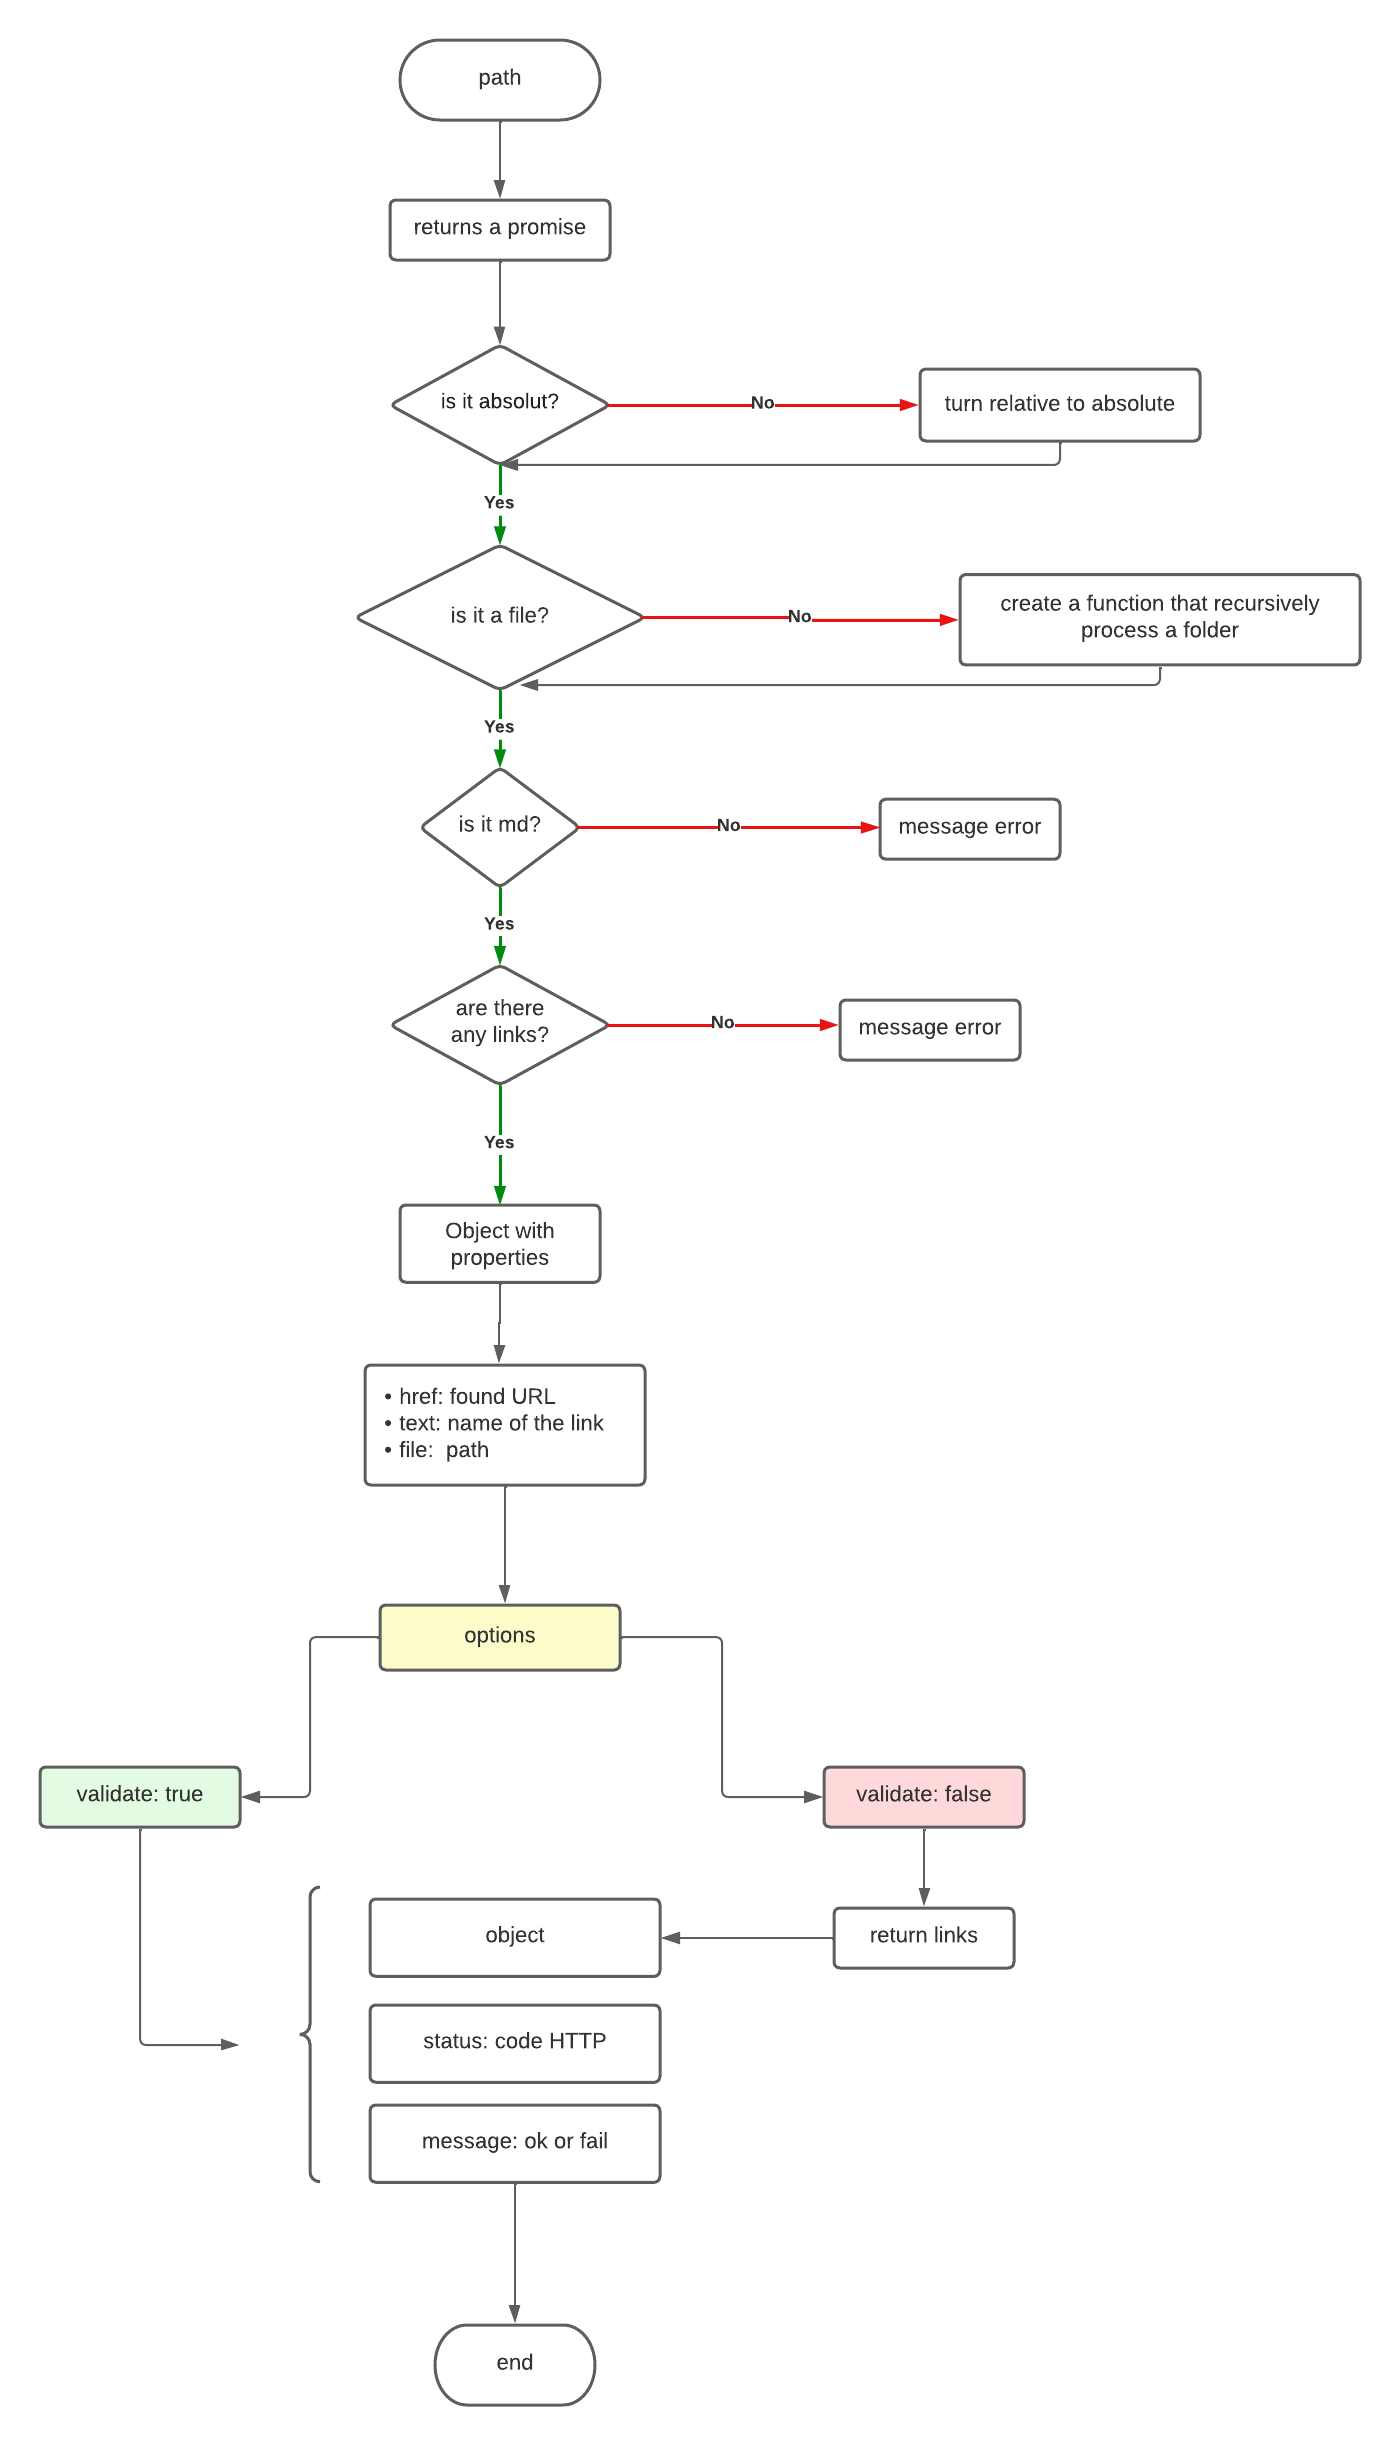 path
returns a promise
is it absolut?
No
turn relative to absolute
Yes
is it a file?
No
create a function that recursively
process a folder
Yes
is it md?
No
message error
Yes
are there
any links?
No
message error
Yes
Object with
properties
• href: found URL
• text: name of the link
• file:  path
options
validate: true
validate: false
object
return links
status: code HTTP
message: ok or fail
end